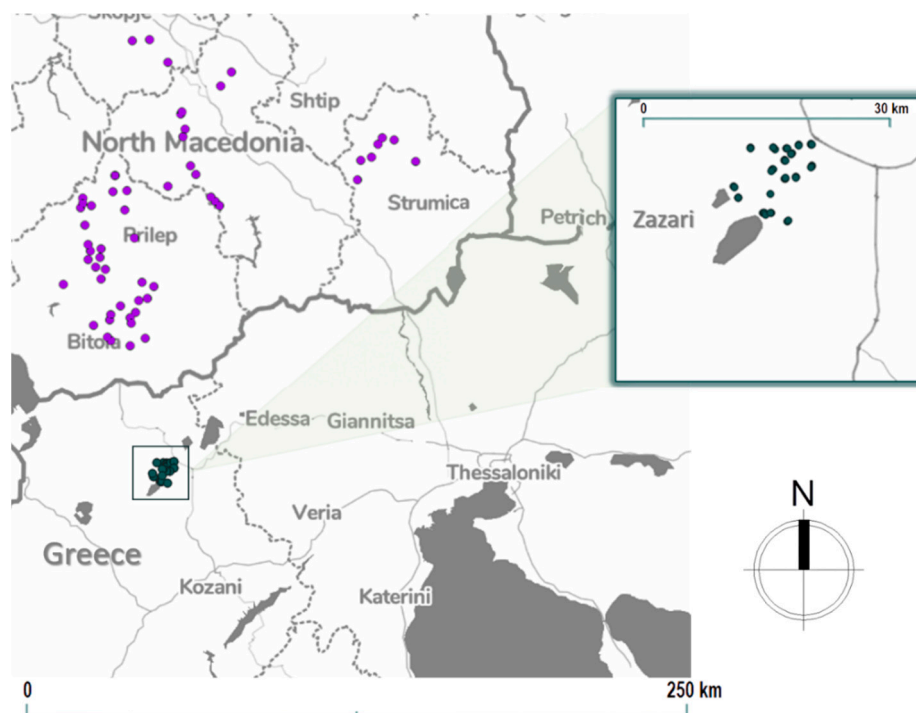 Skopje
Shtip
North Macedonia
Strumica
Petrich
Prilep
Bitola
Edessa
Giannitsa
Thessaloniki
Veria
Greece
Kozani
Katerini
0
30 km
Zazari
N
0
250 km